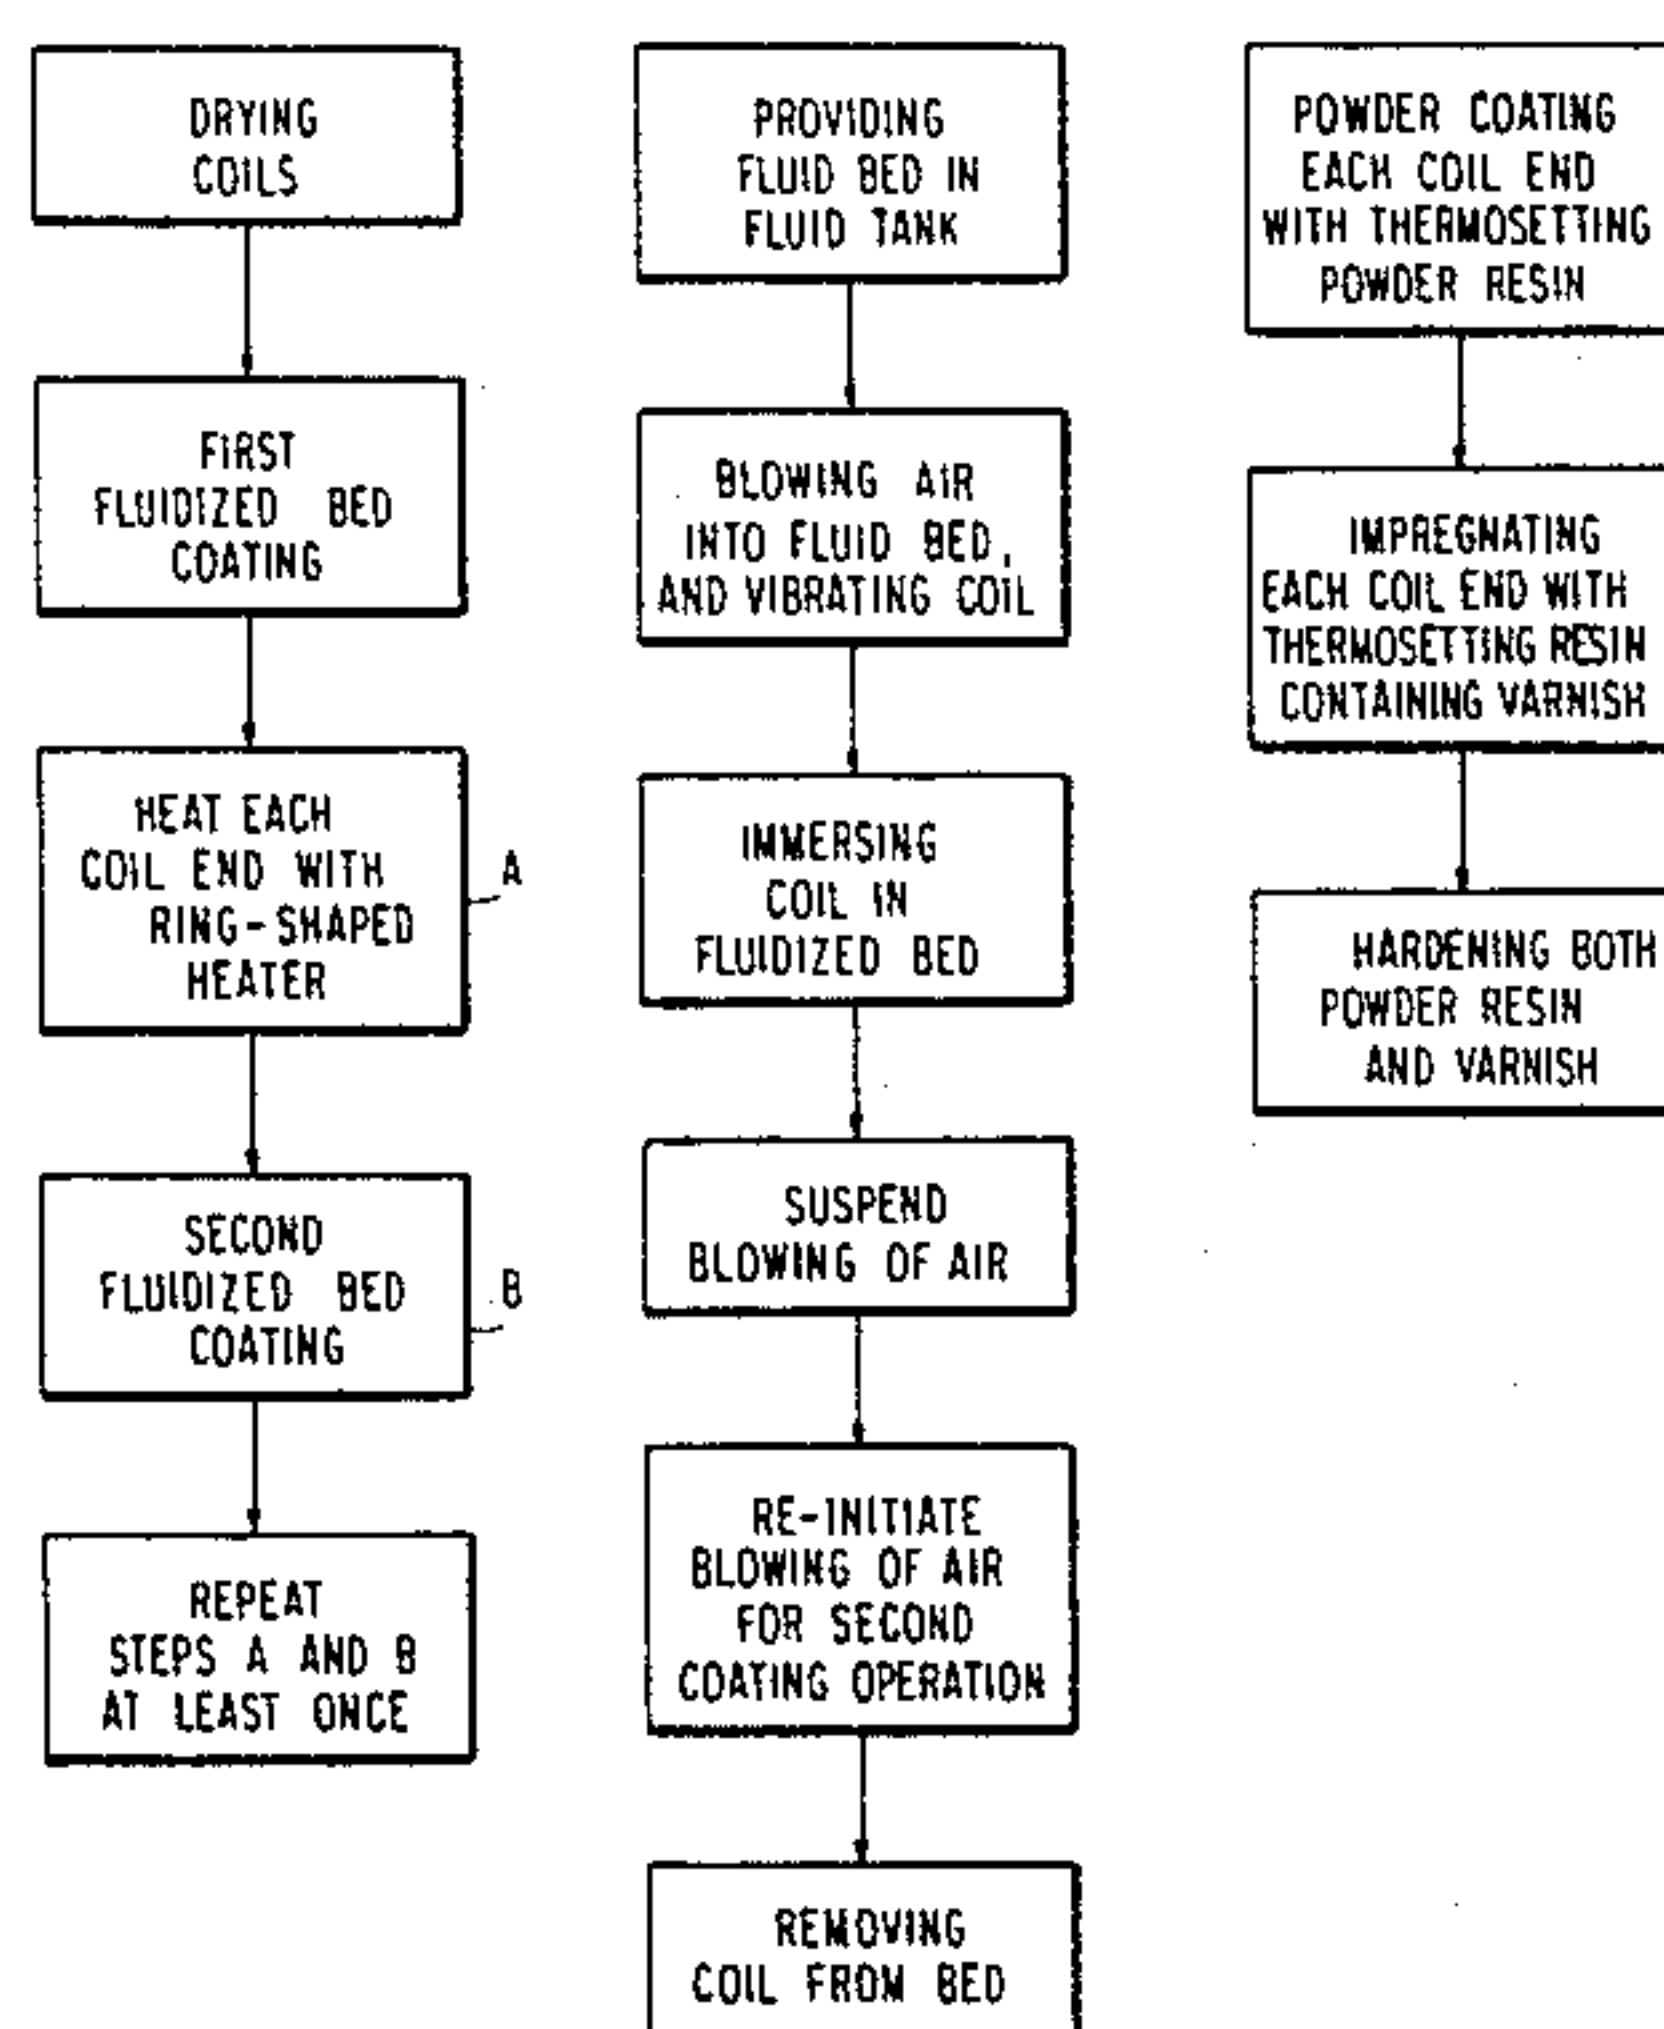 DRYING
COILS
FIRST
FLUIDIZED BED
COATING
HEAT EACH
COIL END WITH
RING-SHAPED
HEATER
A
SECOND
FLUIDIZED BED
COATING
B
REPEAT
STEPS A AND B
AT LEAST ONCE
PROVIDING
FLUID BED IN
FLUID TANK
BLOWING AIR
INTO FLUID BED,
AND VIBRATING COIL
IMMERSING
COIL IN
FLUIDIZED BED
SUSPEND
BLOWING OF AIR
RE-INITIATE
BLOWING OF AIR
FOR SECOND
COATING OPERATION
REMOVING
COIL FROM BED
POWDER COATING
EACH COIL END
WITH THERMOSETTING
POWDER RESIN
IMPREGNATING
EACH COIL END WITH
THERMOSETTING RESIN
CONTAINING VARNISH
HARDENING BOTH
POWDER RESIN
AND VARNISH